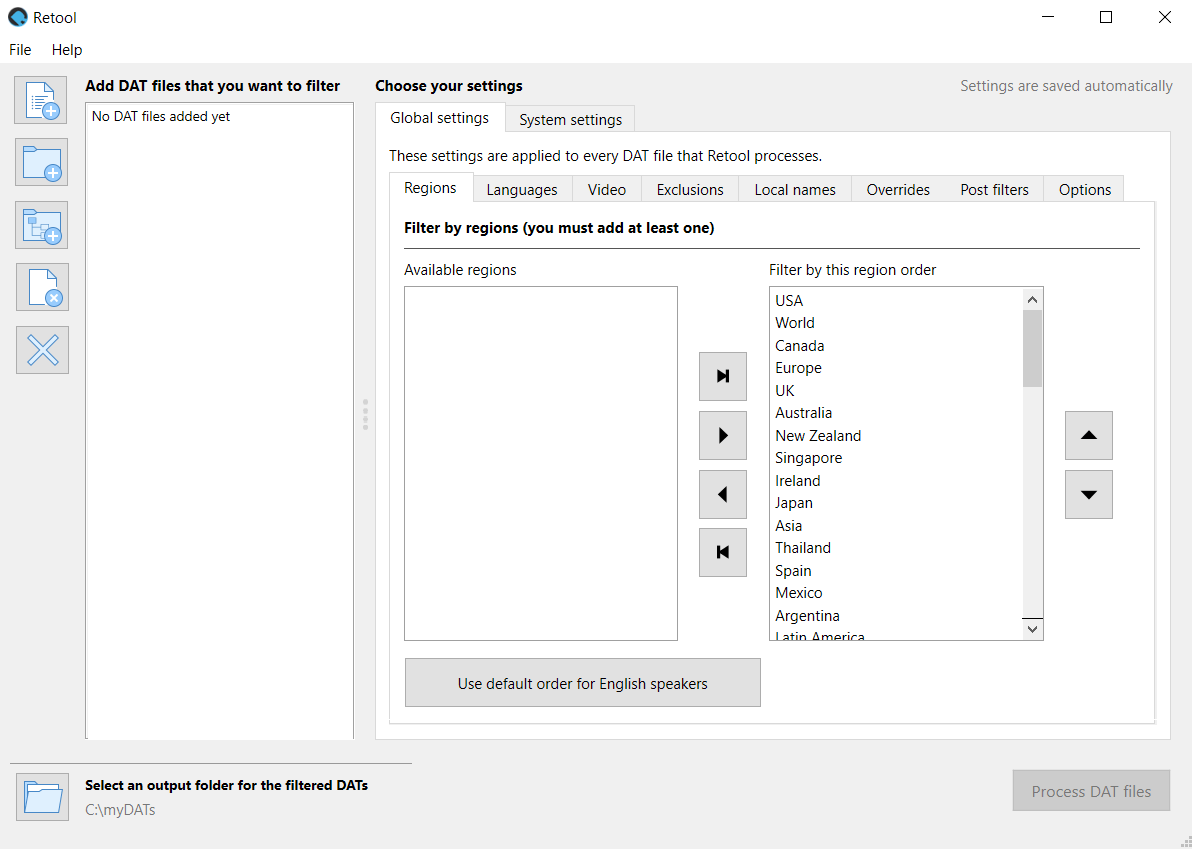 Retool
File Help
Add DAT files that you want to filter
No DAT files added yet
Choose your settings
Settings are saved automatically
Global settings System settings
These settings are applied to every DAT file that Retool processes.
Regions Languages Video Exclusions Local names Overrides Post filters Options
Filter by regions (you must add at least one)
Available regions
Filter by this region order
USA
World
Canada
Europe
UK
Australia
New Zealand
Singapore
Ireland
Japan
Asia
Thailand
Spain
Mexico
Argentina
Latin America
Use default order for English speakers
Select an output folder for the filtered DATs
C:\myDATs
Process DAT files